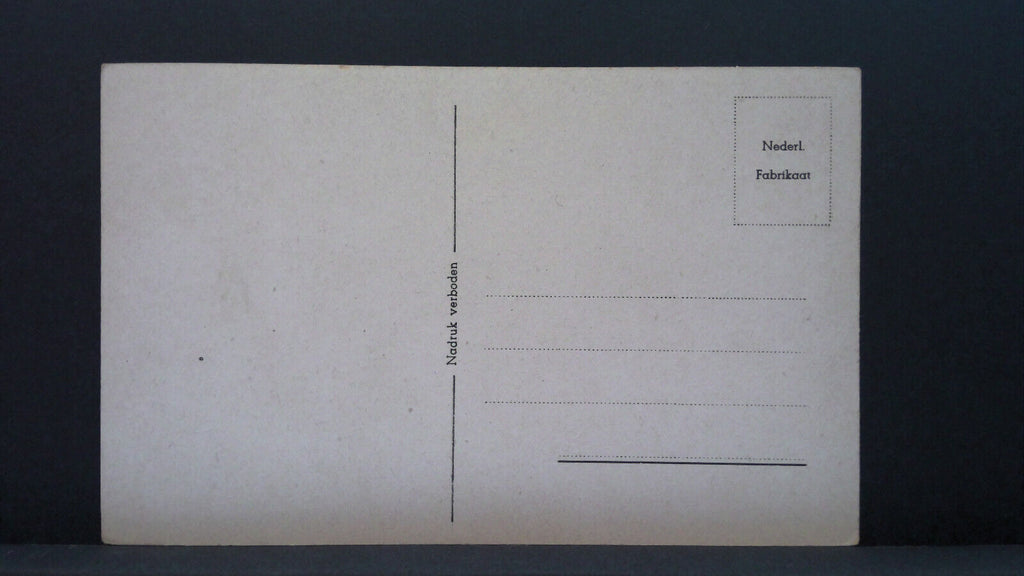 Nadruk verboden
Nederl.
Fabrikaat